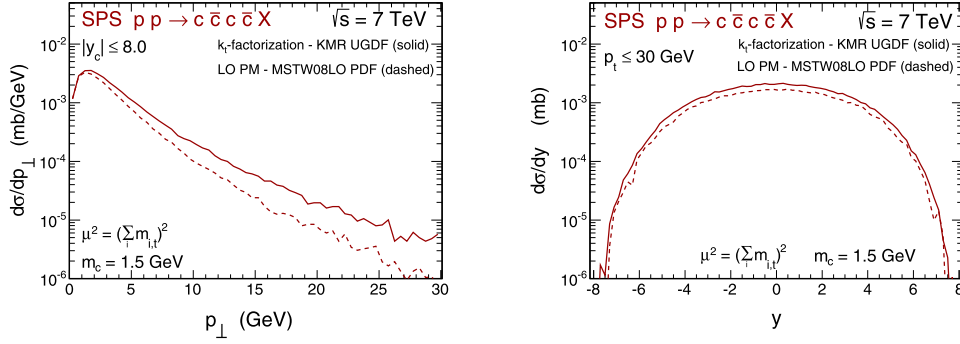 SPS p p → c c̄ c c̄ X √s = 7 TeV
|y_c| ≤ 8.0
k_t-factorization - KMR UGDF (solid)
LO PM - MSTW08LO PDF (dashed)
dσ/dp_⊥ (mb/GeV)
10^-2
10^-3
10^-4
10^-5
10^-6
μ² = (∑_i m_{i,t})²
m_c = 1.5 GeV
0 5 10 15 20 25 30
p_⊥ (GeV)
SPS p p → c c̄ c c̄ X √s = 7 TeV
p_t ≤ 30 GeV
k_t-factorization - KMR UGDF (solid)
LO PM - MSTW08LO PDF (dashed)
dσ/dy (mb)
10^-2
10^-3
10^-4
10^-5
10^-6
μ² = (∑_i m_{i,t})² m_c = 1.5 GeV
-8 -6 -4 -2 0 2 4 6 8
y